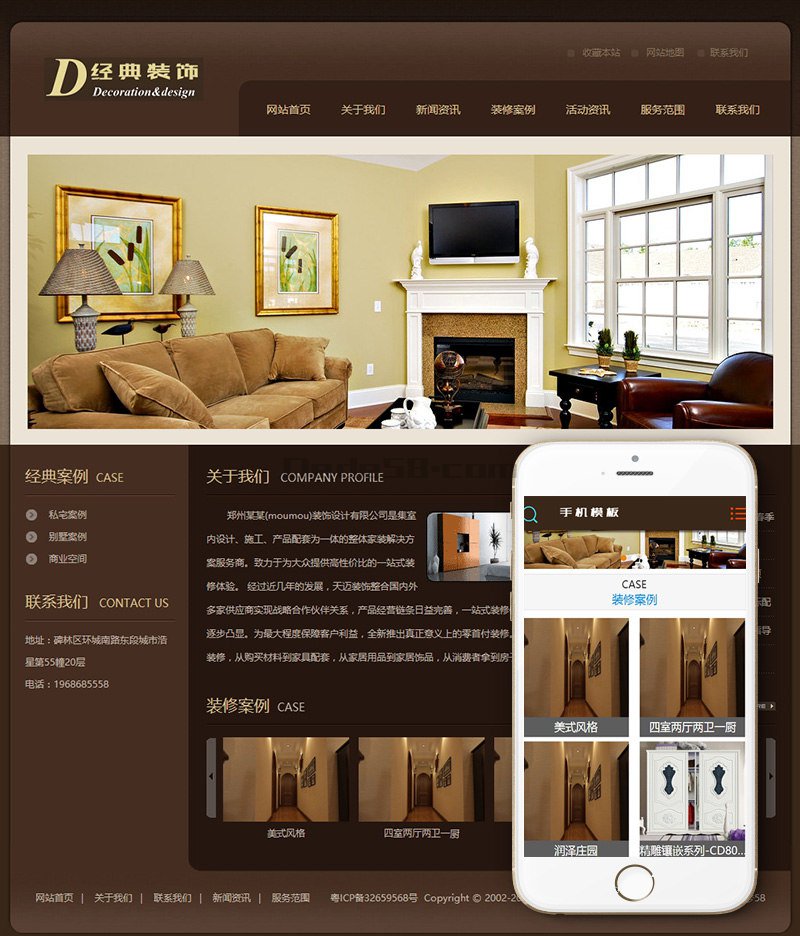 收藏本站 网站地图 联系我们
D 经典装饰
Decoration&design
网站首页 关于我们 新闻资讯 装修案例 活动资讯 服务范围 联系我们
经典案例 CASE
私宅案例
别墅案例
商业空间
联系我们 CONTACT US
地址：碑林区环城南路东段城市浩
星第55幢20层
电话：1968685558
关于我们 COMPANY PROFILE
郑州某某(moumou)装饰设计有限公司是集室
内设计、施工、产品配套为一体的整体家装解决方
案服务商。致力于为大众提供高性价比的一站式装
修体验。 经过近几年的发展，天迈装饰整合国内外
多家供应商实现战略合作伙伴关系，产品经营链条日益完善，一站式装修
逐步凸显。为最大程度保障客户利益，全新推出真正意义上的零首付装修。
装修，从购买材料到家具配套，从家居用品到家居饰品，从消费者拿到房
装修案例 CASE
美式风格 四室两厅两卫一厨
手机模板
CASE
装修案例
美式风格 四室两厅两卫一厨
润泽庄园 精雕镶嵌系列-CD80...
网站首页 | 关于我们 | 联系我们 | 新闻资讯 | 服务范围 粤ICP备32659568号 Copyright © 2002-20